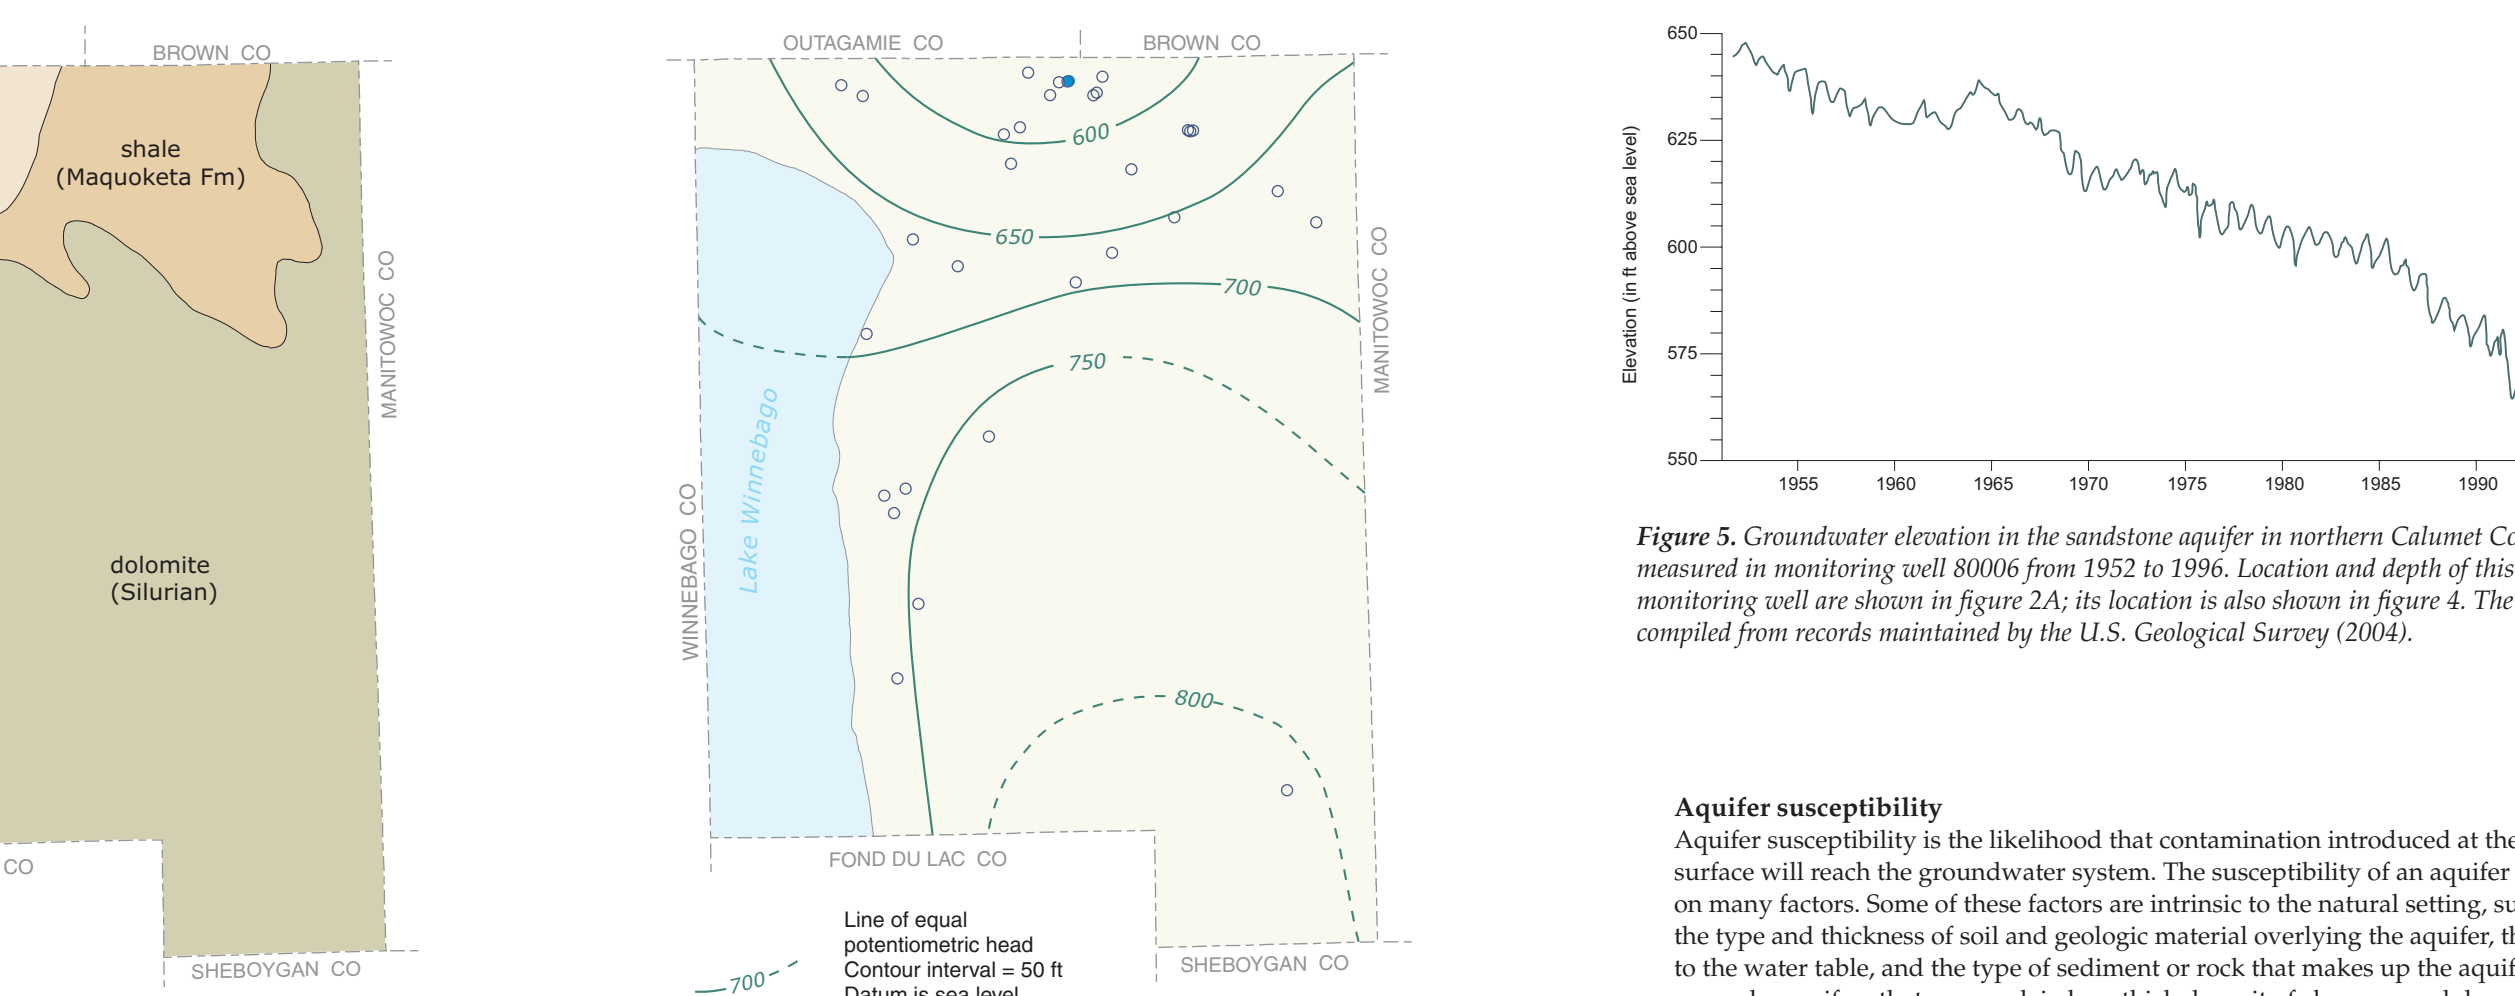 BROWN CO
shale
(Maquoketa Fm)
MANITOWOC CO
dolomite
(Silurian)
CO
SHEBOYGAN CO
OUTAGAMIE CO
BROWN CO
600
650
700
750
800
MANITOWOC CO
Lake Winnebago
WINNEBAGO CO
FOND DU LAC CO
SHEBOYGAN CO
700
Line of equal
potentiometric head
Contour interval = 50 ft
Datum is sea level
Elevation (in ft above sea level)
650
625
600
575
550
1955 1960 1965 1970 1975 1980 1985 1990
Figure 5. Groundwater elevation in the sandstone aquifer in northern Calumet Co
measured in monitoring well 80006 from 1952 to 1996. Location and depth of this
monitoring well are shown in figure 2A; its location is also shown in figure 4. The
compiled from records maintained by the U.S. Geological Survey (2004).
Aquifer susceptibility
Aquifer susceptibility is the likelihood that contamination introduced at the
surface will reach the groundwater system. The susceptibility of an aquifer
on many factors. Some of these factors are intrinsic to the natural setting, su
the type and thickness of soil and geologic material overlying the aquifer, th
to the water table, and the type of sediment or rock that makes up the aquif